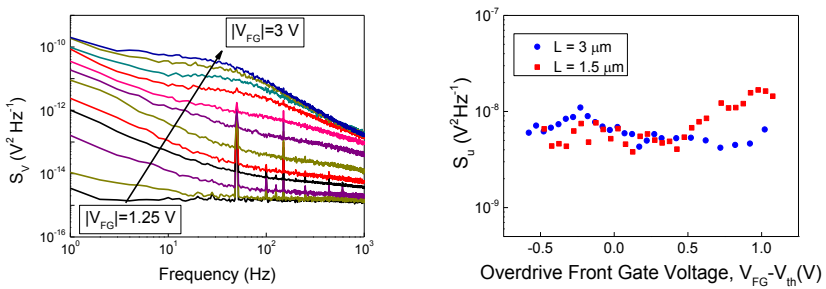 |V_FG|=3 V
|V_FG|=1.25 V
10^-10
10^-12
10^-14
10^-16
S_V (V^2 Hz^-1)
10^0
10^1
10^2
10^3
Frequency (Hz)
L = 3 μm
L = 1.5 μm
10^-7
10^-8
10^-9
S_u (V^2Hz^-1)
-0.5
0.0
0.5
1.0
Overdrive Front Gate Voltage, V_FG-V_th(V)